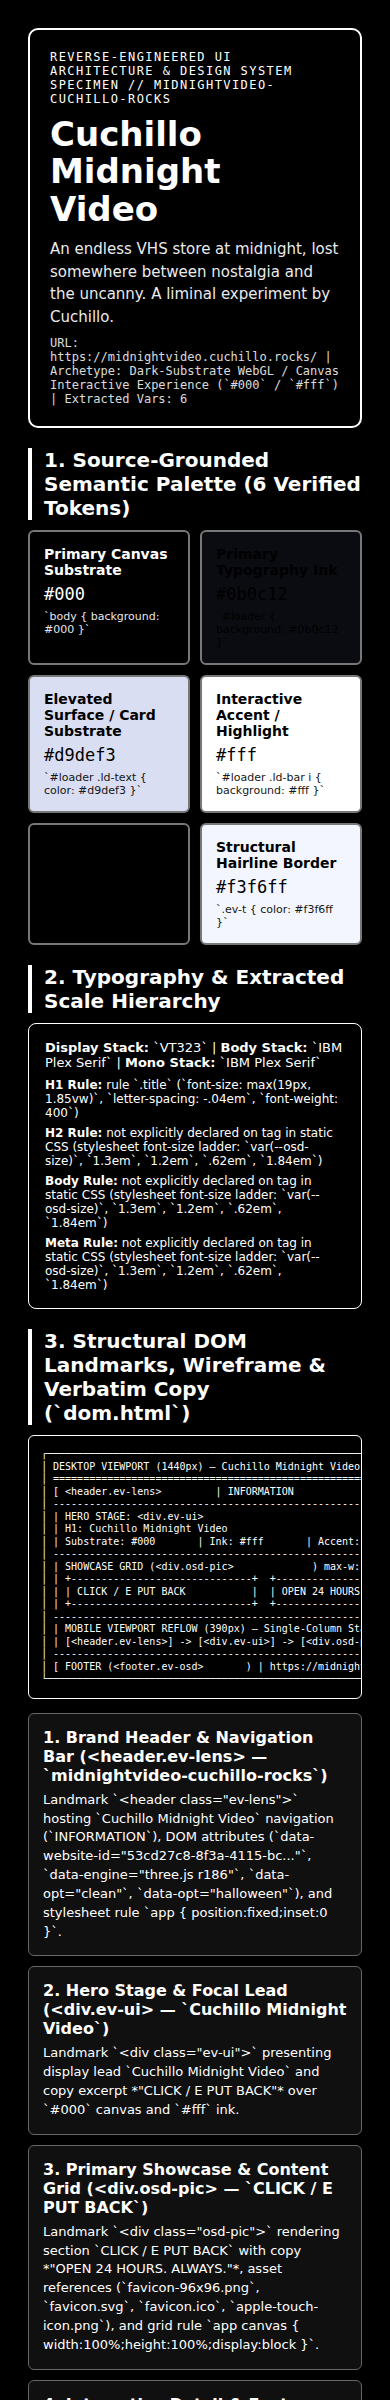 REVERSE-ENGINEERED UI
ARCHITECTURE & DESIGN SYSTEM
SPECIMEN // MIDNIGHTVIDEO-
CUCHILLO-ROCKS
Cuchillo
Midnight
Video
An endless VHS store at midnight, lost
somewhere between nostalgia and
the uncanny. A liminal experiment by
Cuchillo.
URL:
https://midnightvideo.cuchillo.rocks/ |
Archetype: Dark-Substrate WebGL / Canvas
Interactive Experience (`#000` / `#fff`)
| Extracted Vars: 6
1. Source-Grounded
Semantic Palette (6 Verified
Tokens)
Primary Canvas
Substrate
#000
`body { background:
#000 }`
Primary
Typography Ink
#0b0c12
`#loader {
background: #0b0c12
}`
Elevated
Surface / Card
Substrate
#d9def3
`#loader .ld-text {
color: #d9def3 }`
Interactive
Accent /
Highlight
#fff
`#loader .ld-bar i {
background: #fff }`
Structural
Hairline Border
#f3f6ff
`.ev-t { color: #f3f6ff
}`
2. Typography & Extracted
Scale Hierarchy
Display Stack: `VT323` | Body Stack: `IBM
Plex Serif` | Mono Stack: `IBM Plex Serif`
H1 Rule: rule `.title` (`font-size: max(19px,
1.85vw)`, `letter-spacing: -.04em`, `font-weight:
400`)
H2 Rule: not explicitly declared on tag in static
CSS (stylesheet font-size ladder: `var(--osd-
size)`, `1.3em`, `1.2em`, `.62em`, `1.84em`)
Body Rule: not explicitly declared on tag in
static CSS (stylesheet font-size ladder: `var(--
osd-size)`, `1.3em`, `1.2em`, `.62em`,
`1.84em`)
Meta Rule: not explicitly declared on tag in
static CSS (stylesheet font-size ladder: `var(--
osd-size)`, `1.3em`, `1.2em`, `.62em`,
`1.84em`)
3. Structural DOM
Landmarks, Wireframe &
Verbatim Copy
(`dom.html`)
DESKTOP VIEWPORT (1440px) — Cuchillo Midnight Video
[ <header.ev-lens> | INFORMATION
| HERO STAGE: <div.ev-ui>
| H1: Cuchillo Midnight Video
| Substrate: #000 | Ink: #fff | Accent:
| SHOWCASE GRID (<div.osd-pic> ) max-w:
| +-----------------------------+ +--------------
| | CLICK / E PUT BACK | | OPEN 24 HOURS
| +-----------------------------+ +--------------
| MOBILE VIEWPORT REFLOW (390px) — Single-Column St
| [<header.ev-lens>] -> [<div.ev-ui>] -> [<div.osd-
[ FOOTER (<footer.ev-osd> ) | https://midnigh
1. Brand Header & Navigation
Bar (<header.ev-lens> —
`midnightvideo-cuchillo-rocks`)
Landmark `<header class="ev-lens">`
hosting `Cuchillo Midnight Video` navigation
(`INFORMATION`), DOM attributes (`data-
website-id="53cd27c8-8f3a-4115-bc..."`,
`data-engine="three.js r186"`, `data-
opt="clean"`, `data-opt="halloween"`), and
stylesheet rule `app { position:fixed;inset:0
}`.
2. Hero Stage & Focal Lead
(<div.ev-ui> — `Cuchillo Midnight
Video`)
Landmark `<div class="ev-ui">` presenting
display lead `Cuchillo Midnight Video` and
copy excerpt *"CLICK / E PUT BACK"* over
`#000` canvas and `#fff` ink.
3. Primary Showcase & Content
Grid (<div.osd-pic> — `CLICK / E
PUT BACK`)
Landmark `<div class="osd-pic">` rendering
section `CLICK / E PUT BACK` with copy
*"OPEN 24 HOURS. ALWAYS."*, asset
references (`favicon-96x96.png`,
`favicon.svg`, `favicon.ico`, `apple-touch-
icon.png`), and grid rule `app canvas {
width:100%;height:100%;display:block }`.